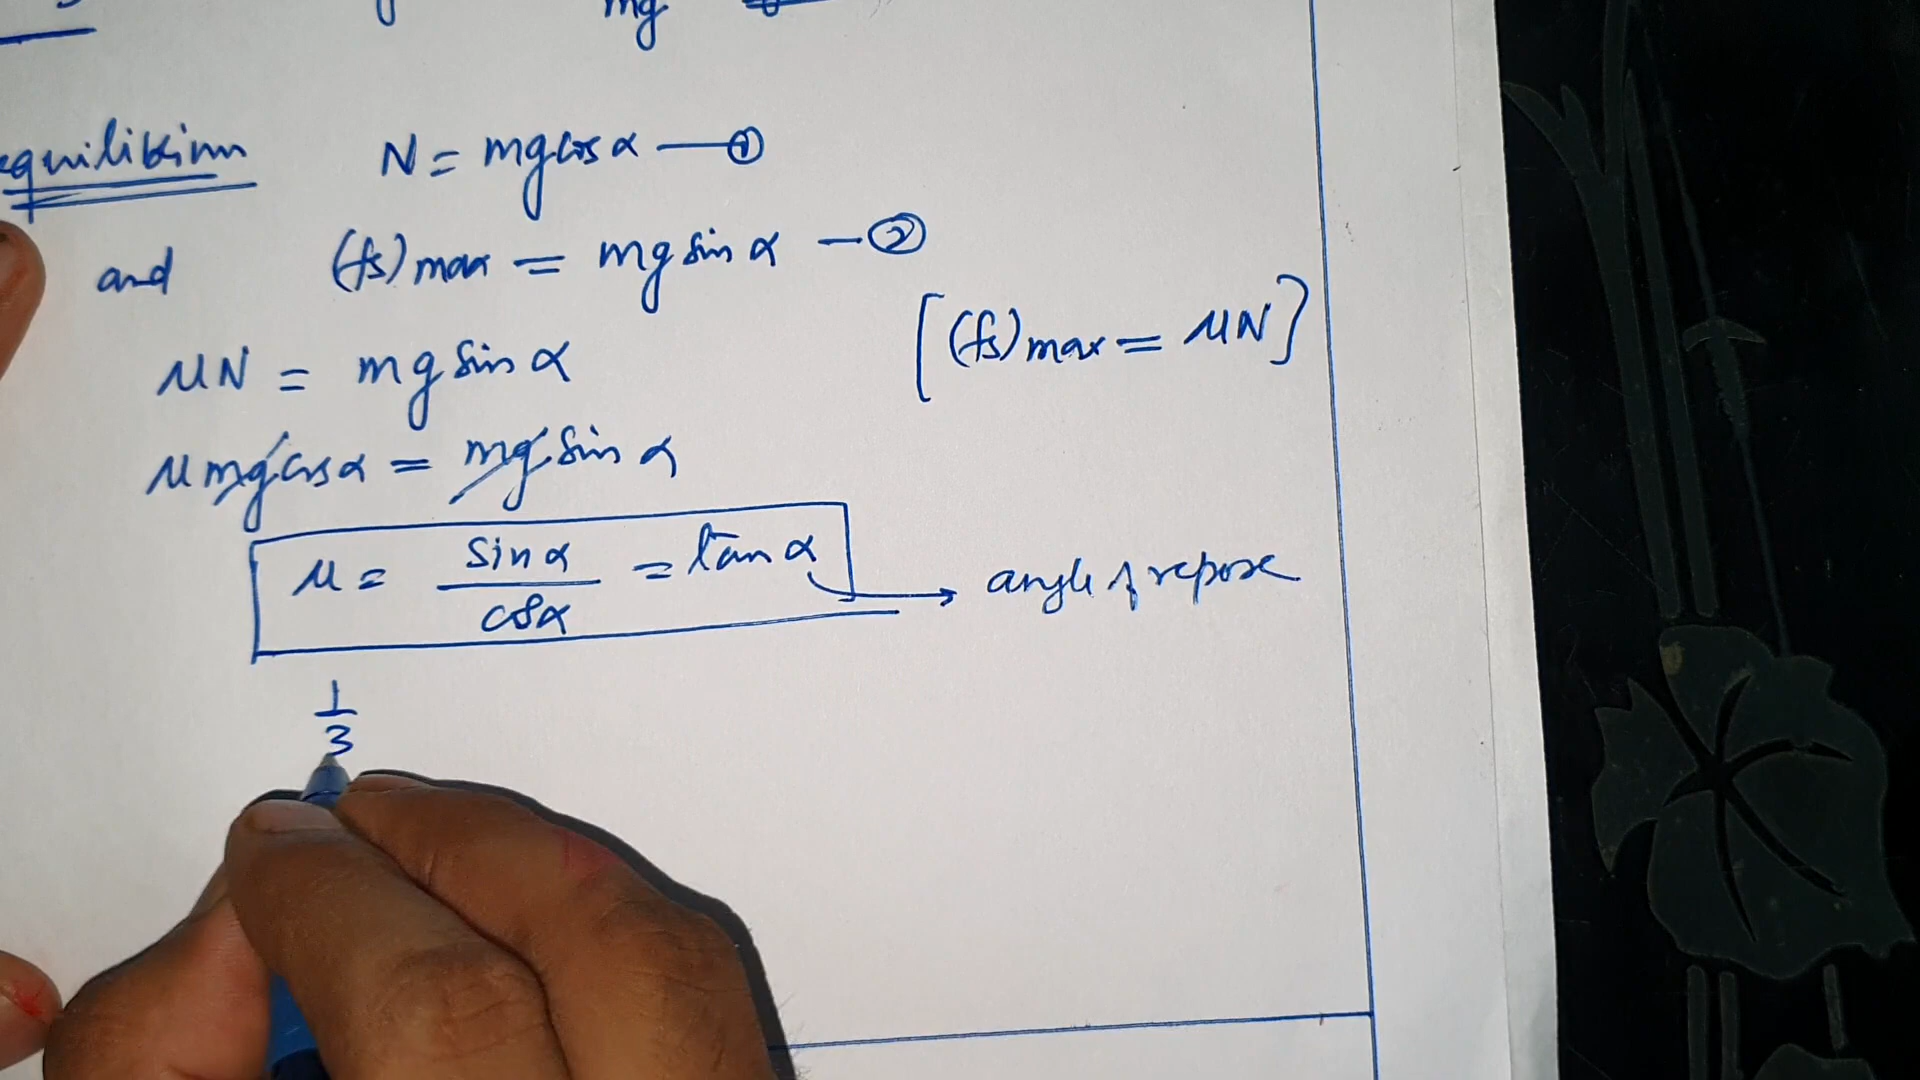 mg
equilibrium N = mg cos α — ①
and (fs) max = mg sin α — ②
μN = mg sin α [(fs) max = μN]
μ mg cos α = mg sin α
μ = sin α / cos α = tan α → angle of repose
1/3